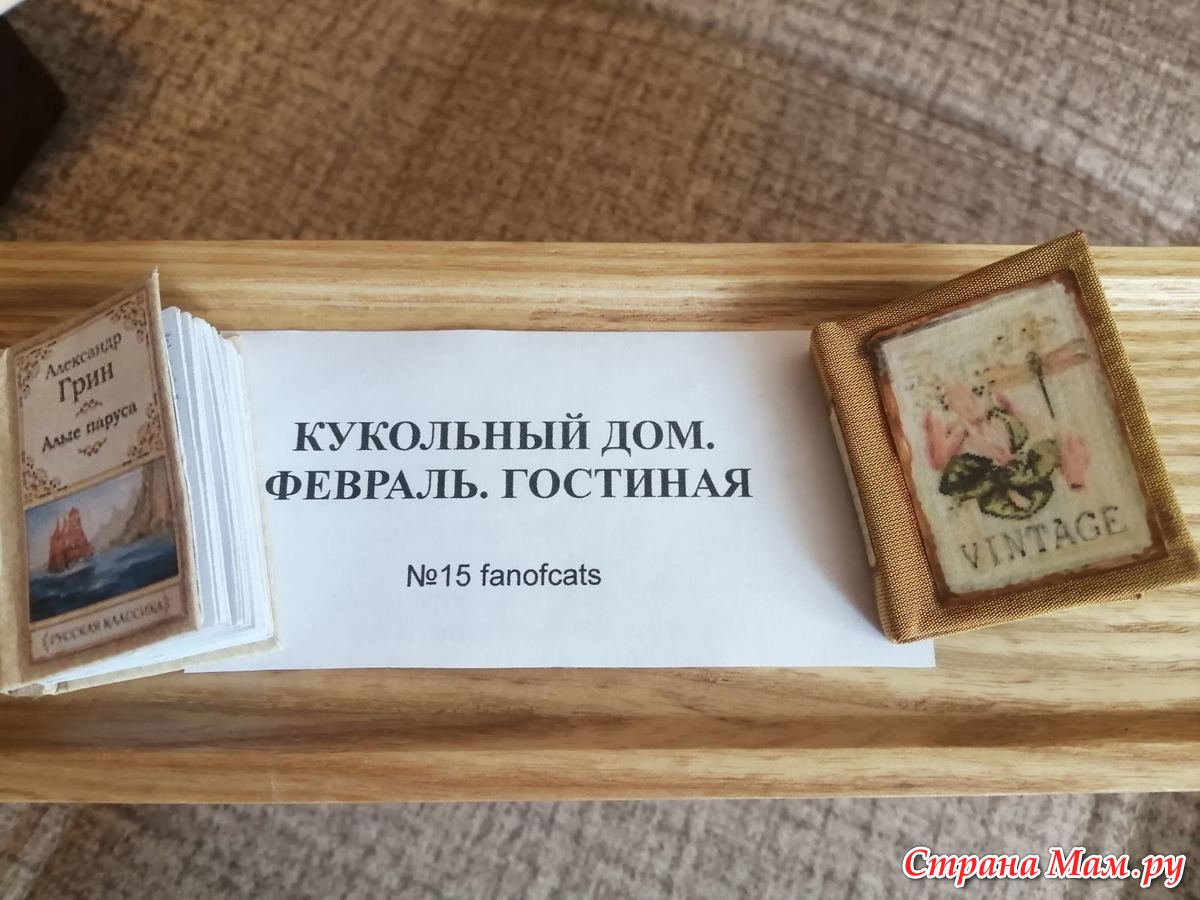 Александр
Грин
Алые паруса
РУССКАЯ КЛАССИКА
КУКОЛЬНЫЙ ДОМ.
ФЕВРАЛЬ. ГОСТИНАЯ
№15 fanofcats
VINTAGE
Страна Мам.ру